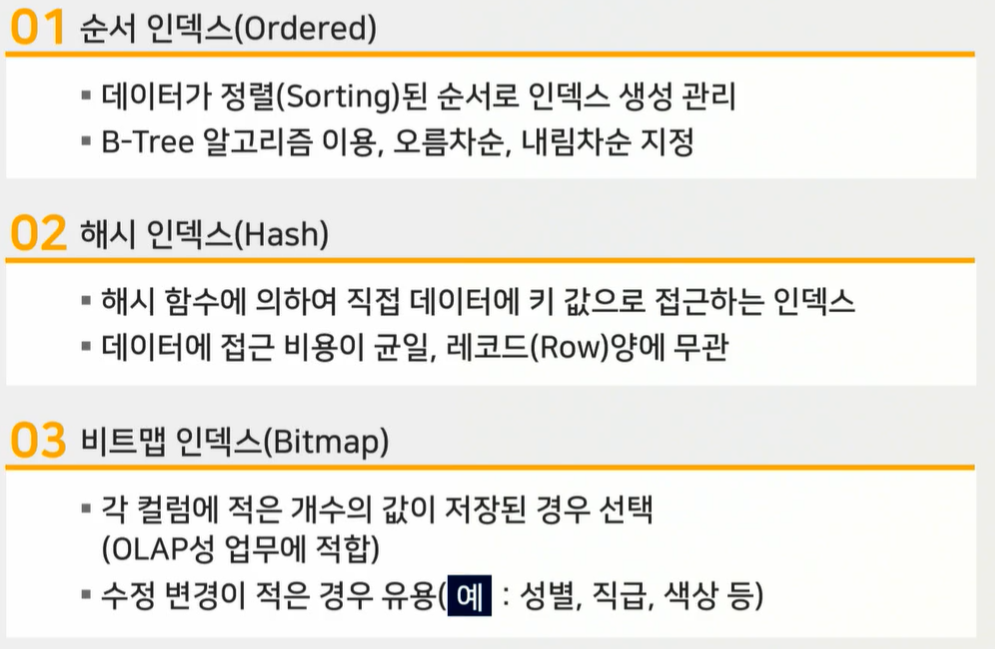 01 순서 인덱스(Ordered)
▪ 데이터가 정렬(Sorting)된 순서로 인덱스 생성 관리
▪ B-Tree 알고리즘 이용, 오름차순, 내림차순 지정
02 해시 인덱스(Hash)
▪ 해시 함수에 의하여 직접 데이터에 키 값으로 접근하는 인덱스
▪ 데이터에 접근 비용이 균일, 레코드(Row)양에 무관
03 비트맵 인덱스(Bitmap)
▪ 각 컬럼에 적은 개수의 값이 저장된 경우 선택
(OLAP성 업무에 적합)
▪ 수정 변경이 적은 경우 유용(예 : 성별, 직급, 색상 등)